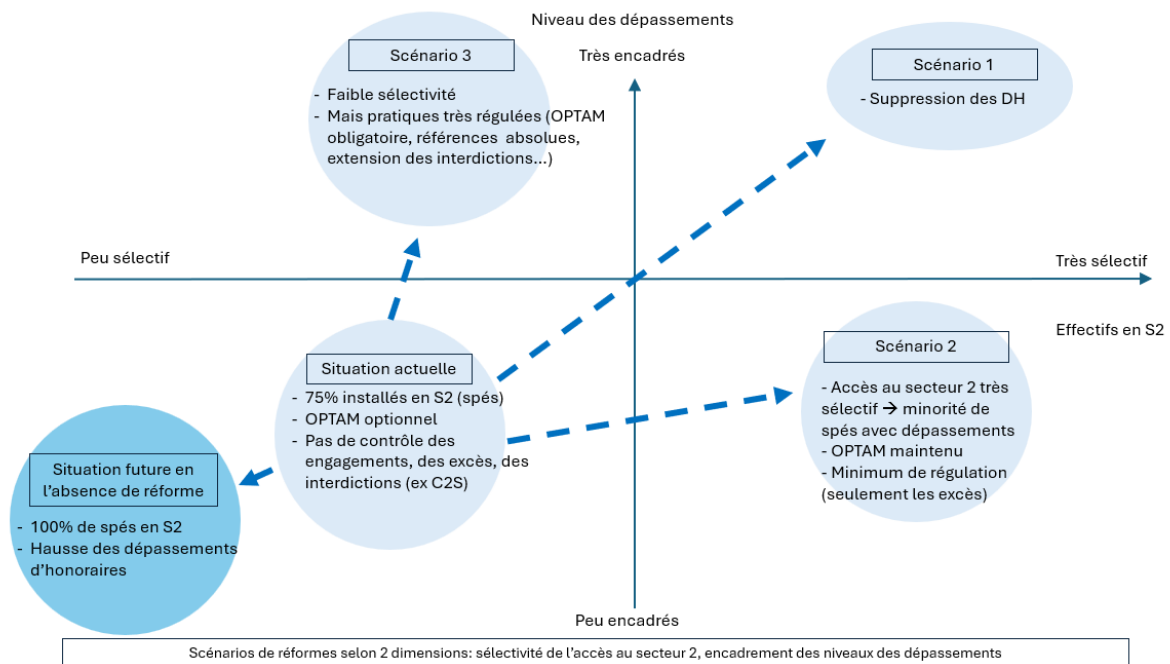 Niveau des dépassements
Très encadrés
Scénario 3
- Faible sélectivité
- Mais pratiques très régulées (OPTAM
obligatoire, références absolues,
extension des interdictions...)
Scénario 1
- Suppression des DH
Peu sélectif
Très sélectif
Effectifs en S2
Situation actuelle
- 75% installés en S2 (spés)
- OPTAM optionnel
- Pas de contrôle des
engagements, des excès, des
interdictions (ex C2S)
Scénario 2
- Accès au secteur 2 très
sélectif → minorité de
spés avec dépassements
- OPTAM maintenu
- Minimum de régulation
(seulement les excès)
Situation future en
l'absence de réforme
- 100% de spés en S2
- Hausse des dépassements
d'honoraires
Peu encadrés
Scénarios de réformes selon 2 dimensions: sélectivité de l'accès au secteur 2, encadrement des niveaux des dépassements